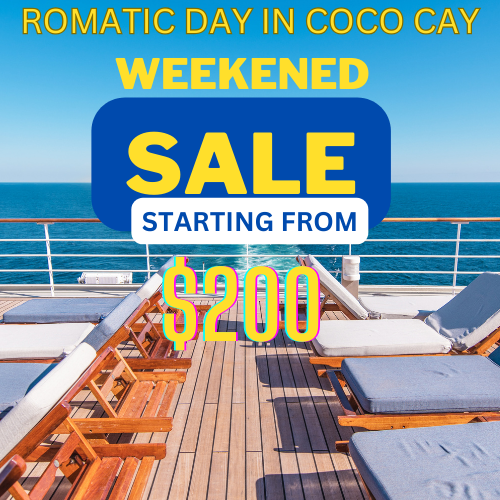 ROMATIC DAY IN COCO CAY
WEEKENED
SALE
STARTING FROM
$200